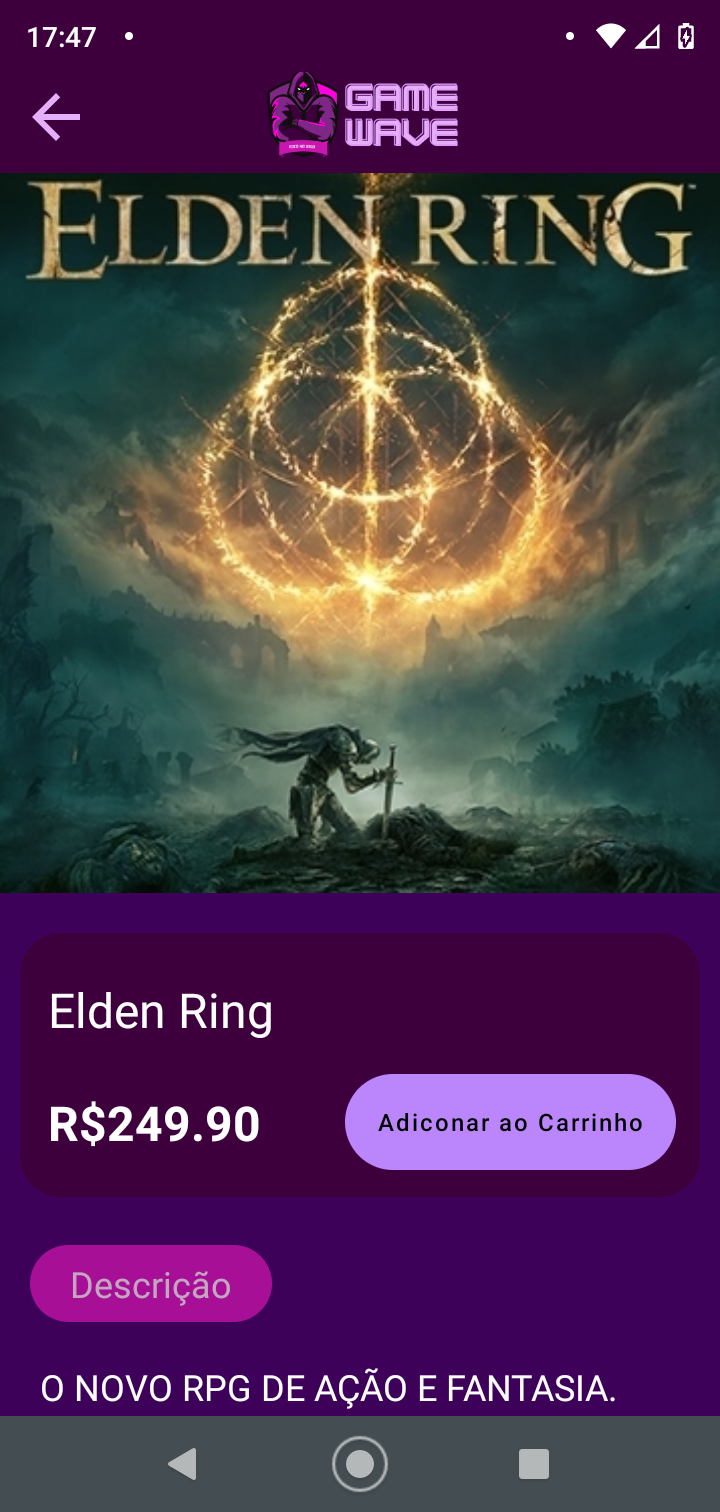 17:47
GAME
WAVE
ELDEN RING
Elden Ring
R$249.90
Adiconar ao Carrinho
Descrição
O NOVO RPG DE AÇÃO E FANTASIA.